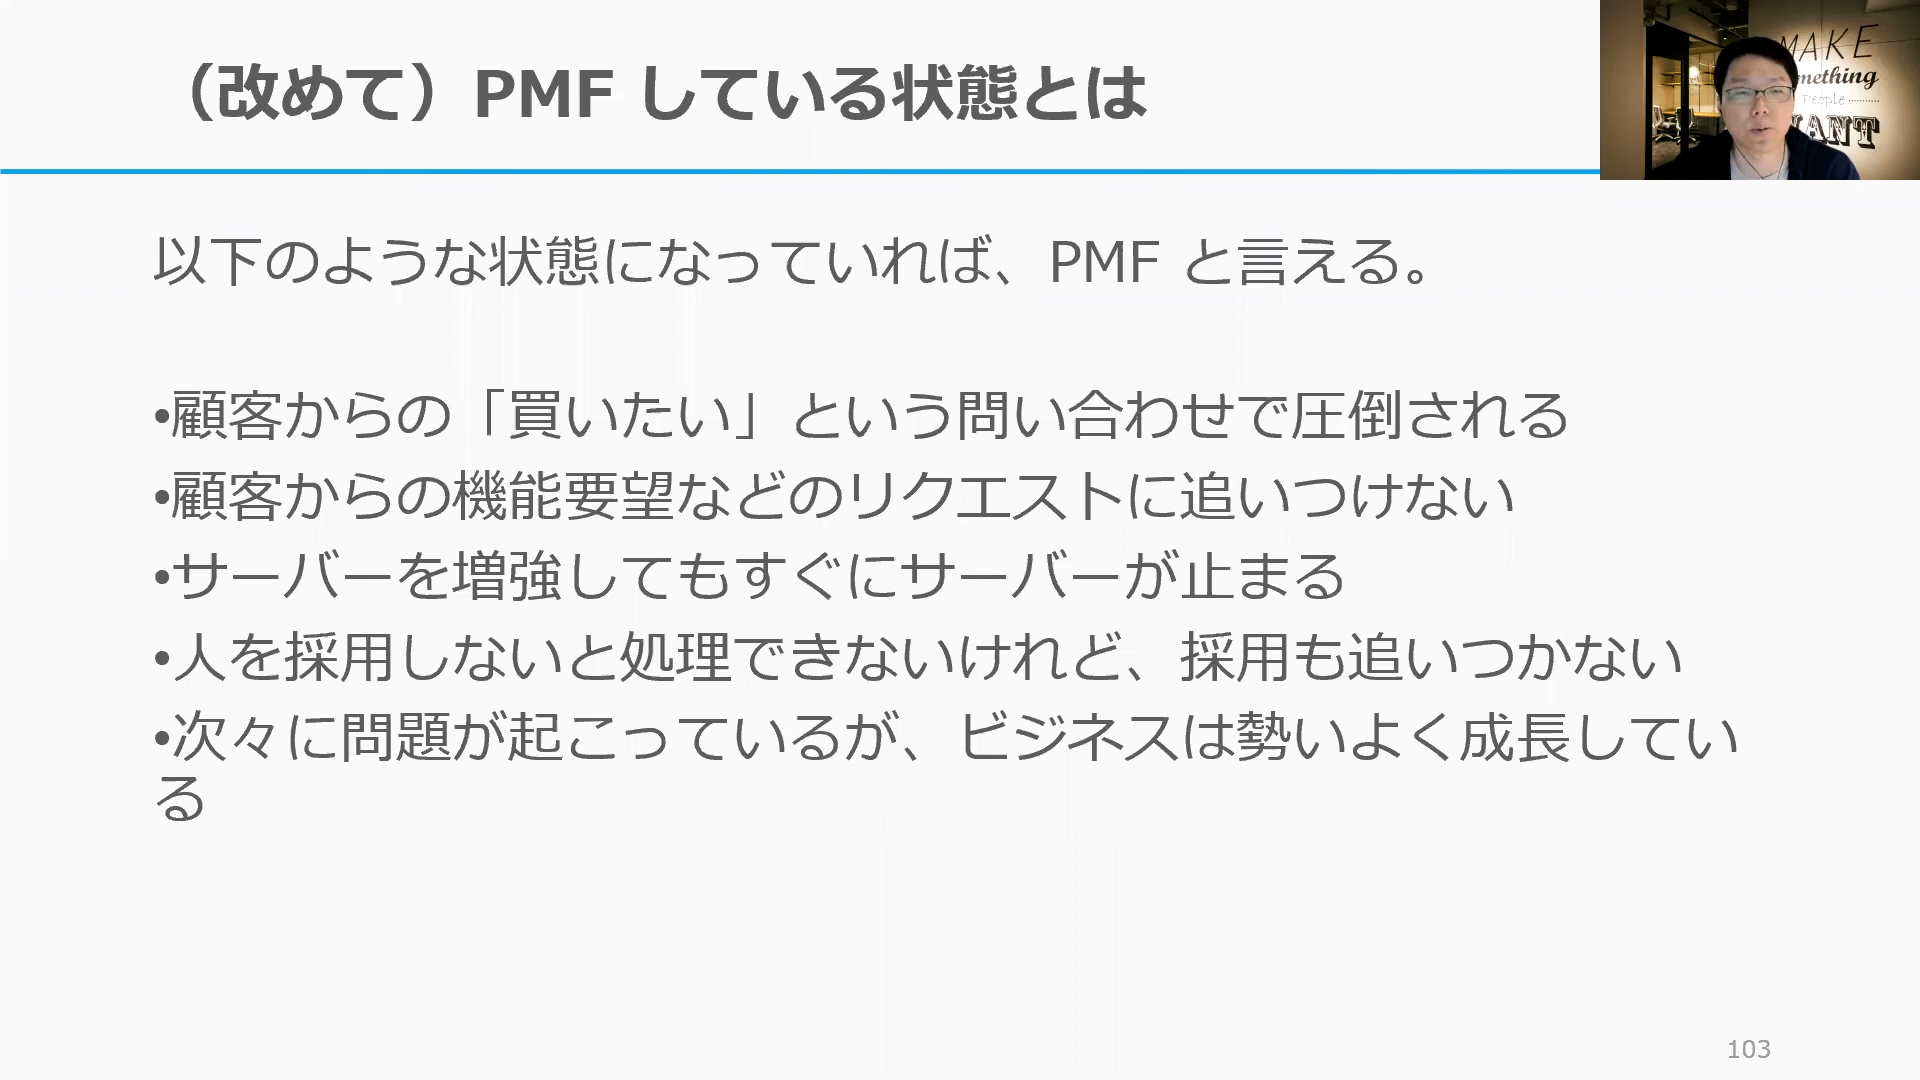 （改めて）PMF している状態とは
MAKE
mething
People
ANT
以下のような状態になっていれば、PMF と言える。
•顧客からの「買いたい」という問い合わせで圧倒される
•顧客からの機能要望などのリクエストに追いつけない
•サーバーを増強してもすぐにサーバーが止まる
•人を採用しないと処理できないけれど、採用も追いつかない
•次々に問題が起こっているが、ビジネスは勢いよく成長してい
る
103